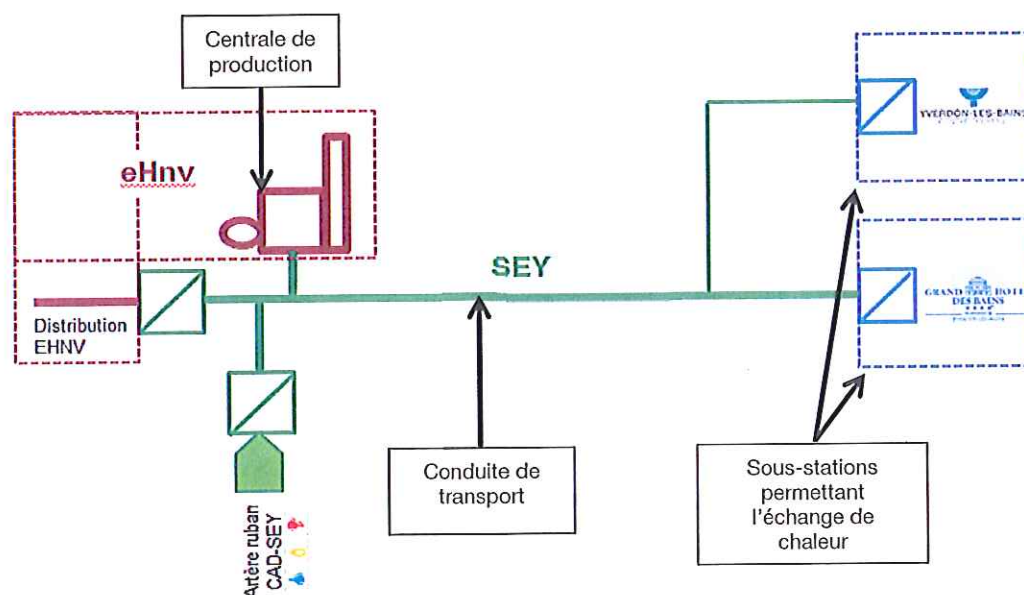 Centrale de
production
eHnv
YVERDON-LES-BAINS
SEY
GRAND HOTEL
DES BAINS
Distribution
EHNV
Conduite de
transport
Sous-stations
permettant
l'échange de
chaleur
Artère ruban
CAD-SEY